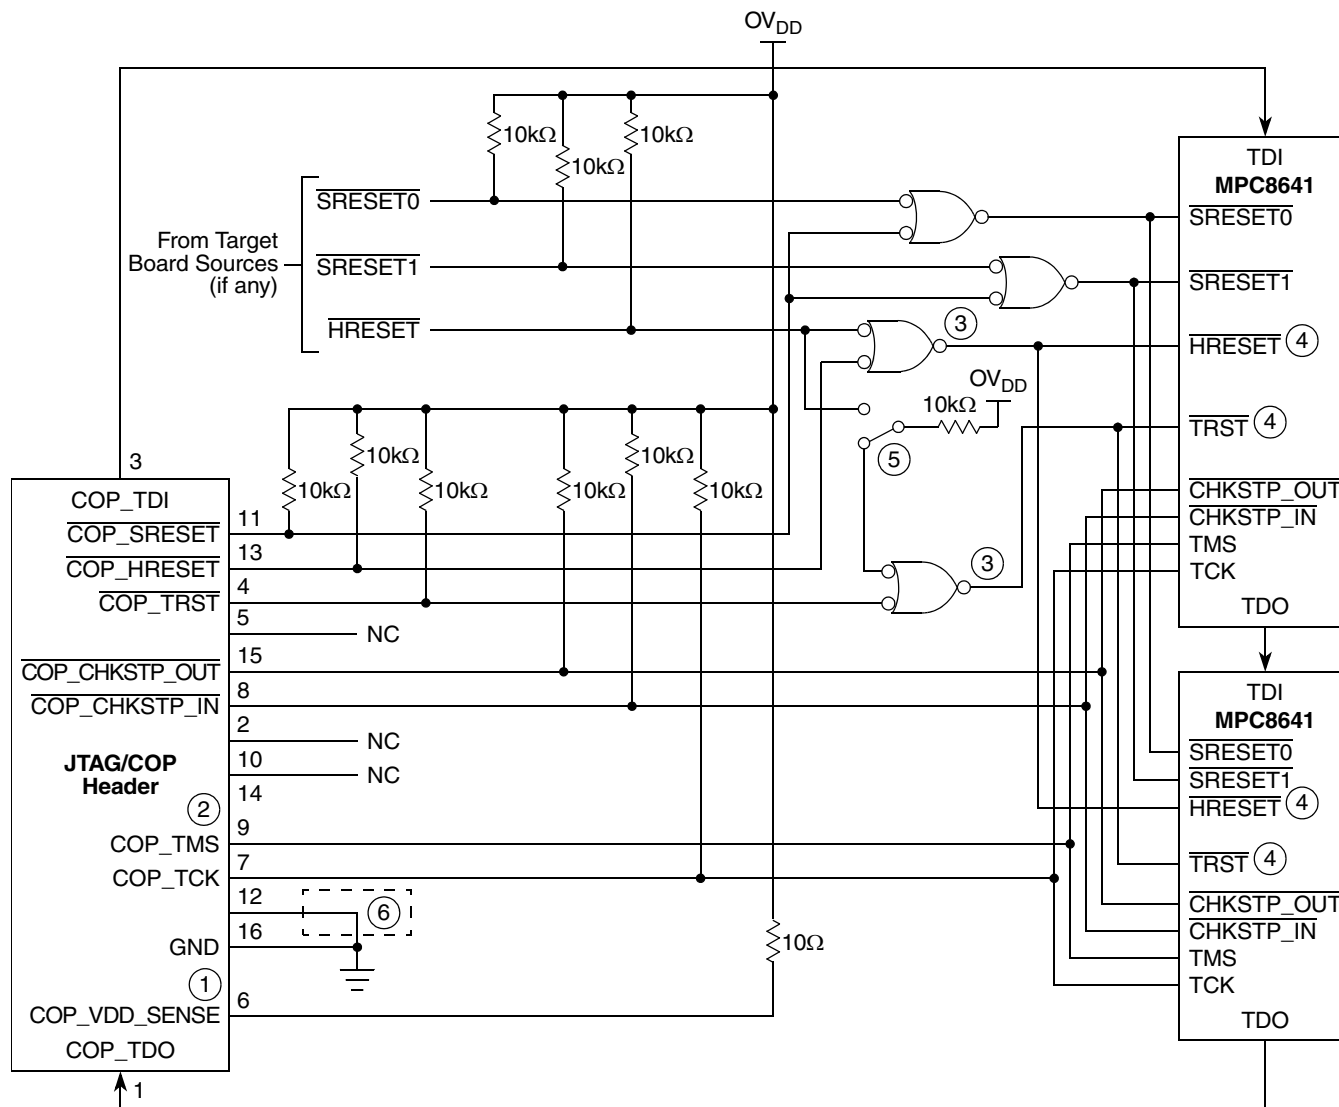 OVDD
10kΩ
10kΩ
10kΩ
From Target
Board Sources
(if any)
SRESET0
SRESET1
HRESET
3
OVDD
10kΩ
5
3
3
10kΩ
10kΩ
10kΩ
10kΩ
10kΩ
10kΩ
COP_TDI
COP_SRESET
11
COP_HRESET
13
COP_TRST
4
5
NC
COP_CHKSTP_OUT
15
COP_CHKSTP_IN
8
2
NC
JTAG/COP
Header
10
NC
14
2
COP_TMS
9
COP_TCK
7
12
6
GND
16
1
COP_VDD_SENSE
6
10Ω
COP_TDO
1
TDI
MPC8641
SRESET0
SRESET1
HRESET 4
TRST 4
CHKSTP_OUT
CHKSTP_IN
TMS
TCK
TDO
TDI
MPC8641
SRESET0
SRESET1
HRESET 4
TRST 4
CHKSTP_OUT
CHKSTP_IN
TMS
TCK
TDO